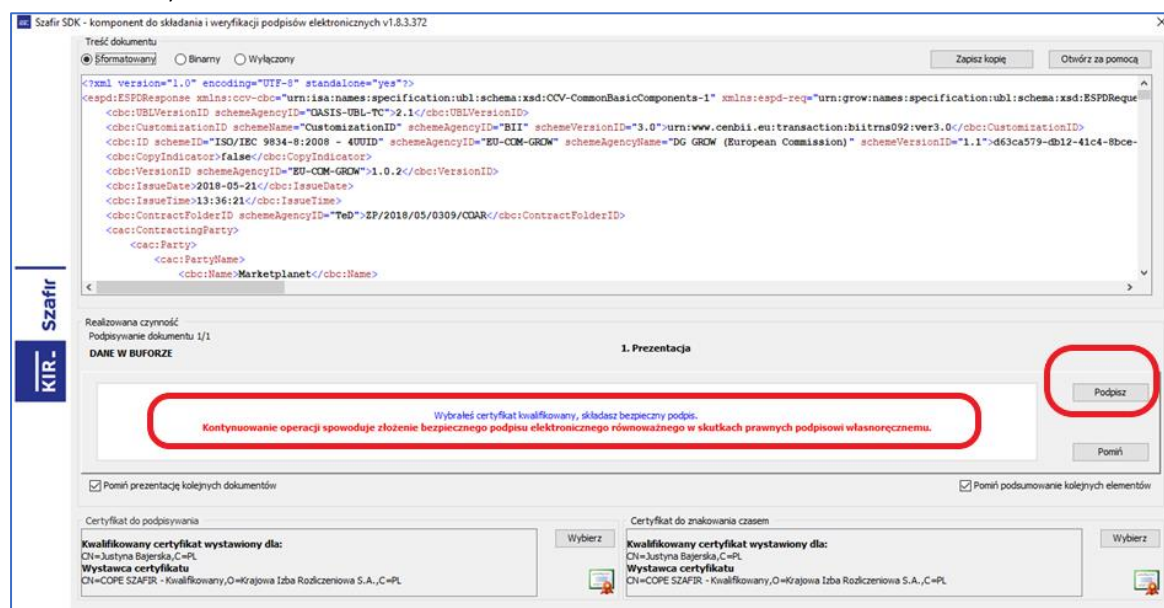 Szafir SDK - komponent do składania i weryfikacji podpisów elektronicznych v1.8.3.372
Treść dokumentu
Sformatowany Binarny Wyłączony Zapisz kopię Otwórz za pomocą
<?xml version="1.0" encoding="UTF-8" standalone="yes"?>
<espd:ESPDResponse xmlns:ccv-cbc="urn:isa:names:specification:ubl:schema:xsd:CCV-CommonBasicComponents-1" xmlns:espd-req="urn:grow:names:specification:ubl:schema:xsd:ESPDReque
<cbc:UBLVersionID schemeAgencyID="OASIS-UBL-TC">2.1</cbc:UBLVersionID>
<cbc:CustomizationID schemeName="CustomizationID" schemeAgencyID="BII" schemeVersionID="3.0">urn:www.cenbii.eu:transaction:biitrns092:ver3.0</cbc:CustomizationID>
<cbc:ID schemeID="ISO/IEC 9834-8:2008 - 4UUID" schemeAgencyID="EU-COM-GROW" schemeAgencyName="DG GROW (European Commission)" schemeVersionID="1.1">d63ca579-db12-41c4-8bce-
<cbc:CopyIndicator>false</cbc:CopyIndicator>
<cbc:VersionID schemeAgencyID="EU-COM-GROW">1.0.2</cbc:VersionID>
<cbc:IssueDate>2018-05-21</cbc:IssueDate>
<cbc:IssueTime>13:36:21</cbc:IssueTime>
<cbc:ContractFolderID schemeAgencyID="TeD">ZP/2018/05/0309/COAR</cbc:ContractFolderID>
<cac:ContractingParty>
<cac:Party>
<cac:PartyName>
<cbc:Name>Marketplanet</cbc:Name>
Szafir
KIR
Realizowana czynność
Podpisywanie dokumentu 1/1
DANE W BUFORZE
1. Prezentacja
Podpisz
Wybrałeś certyfikat kwalifikowany, składasz bezpieczny podpis.
Kontynuowanie operacji spowoduje złożenie bezpiecznego podpisu elektronicznego równoważnego w skutkach prawnych podpisowi własnoręcznemu.
Pomiń
Pomiń prezentację kolejnych dokumentów Pomiń podsumowanie kolejnych elementów
Certyfikat do podpisywania
Kwalifikowany certyfikat wystawiony dla:
CN=Justyna Bajerska,C=PL
Wystawca certyfikatu
CN=COPE SZAFIR - Kwalifikowany,O=Krajowa Izba Rozliczeniowa S.A.,C=PL
Wybierz
Certyfikat do znakowania czasem
Kwalifikowany certyfikat wystawiony dla:
CN=Justyna Bajerska,C=PL
Wystawca certyfikatu
CN=COPE SZAFIR - Kwalifikowany,O=Krajowa Izba Rozliczeniowa S.A.,C=PL
Wybierz